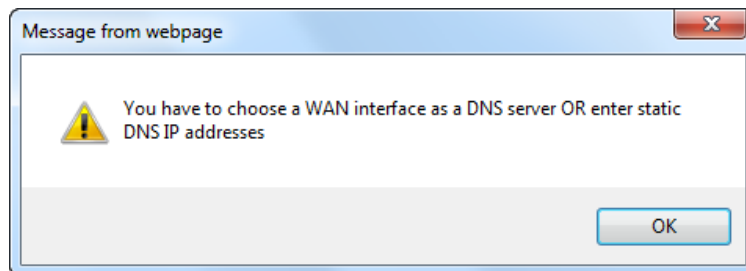 Message from webpage
You have to choose a WAN interface as a DNS server OR enter static
DNS IP addresses
OK